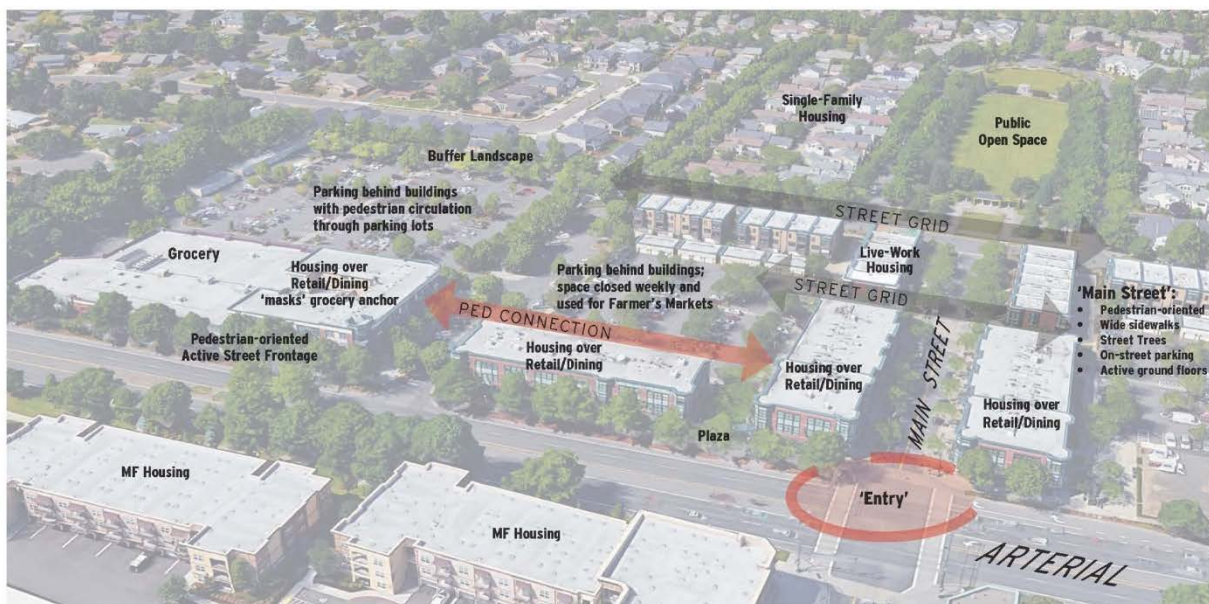 Single-Family
Housing
Public
Open Space
Buffer Landscape
Parking behind buildings
with pedestrian circulation
through parking lots
STREET GRID
Grocery
Housing over
Retail/Dining
'masks' grocery anchor
Live-Work
Housing
Parking behind buildings;
space closed weekly and
used for Farmer's Markets
STREET GRID
'Main Street':
• Pedestrian-oriented
• Wide sidewalks
• Street Trees
• On-street parking
• Active ground floors
PED CONNECTION
Pedestrian-oriented
Active Street Frontage
Housing over
Retail/Dining
Housing over
Retail/Dining
MAIN STREET
Housing over
Retail/Dining
Plaza
MF Housing
'Entry'
MF Housing
ARTERIAL